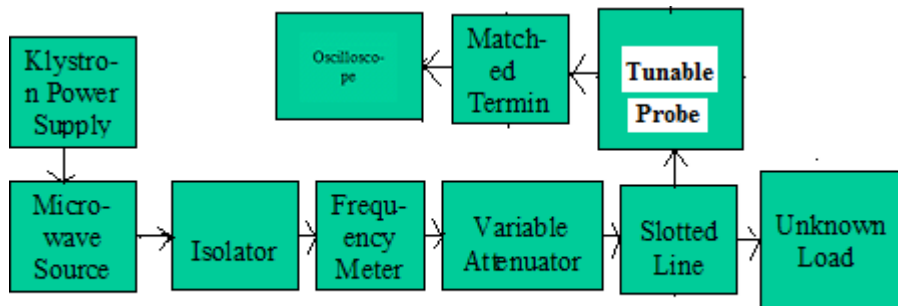 Klystro-
n Power
Supply
Oscillosco-
pe
Match-
ed
Termin
Tunable
Probe
Micro-
wave
Source
Isolator
Frequ-
ency
Meter
Variable
Attenuator
Slotted
Line
Unknown
Load